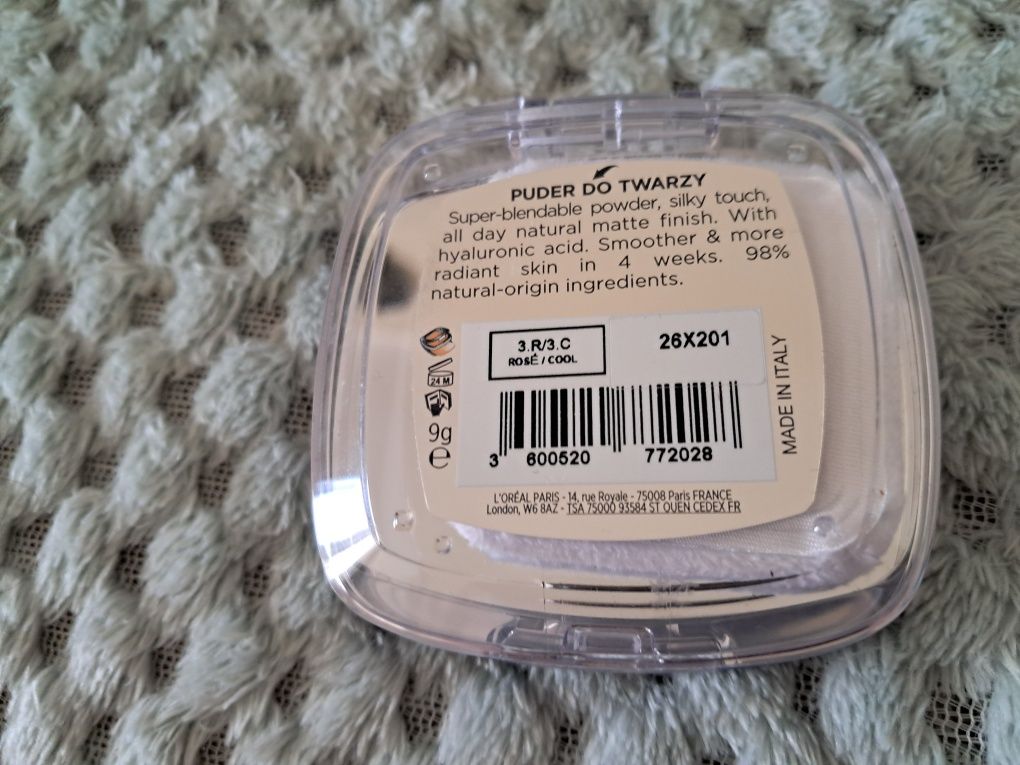 PUDER DO TWARZY
Super-blendable powder, silky touch,
all day natural matte finish. With
hyaluronic acid. Smoother & more
radiant skin in 4 weeks. 98%
natural-origin ingredients.
3.R/3.C
ROSÉ / COOL
26X201
24 M
9g
℮
MADE IN ITALY
3 600520 772028
L'ORÉAL PARIS - 14, rue Royale - 75008 Paris FRANCE
London, W6 8AZ - TSA 75000 93584 ST OUEN CEDEX FR